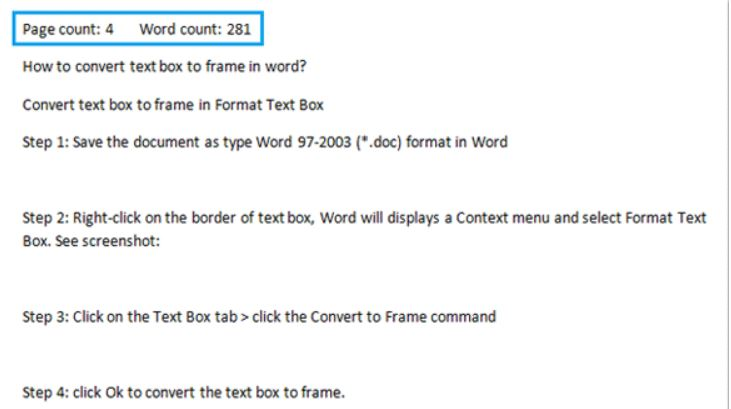 Page count: 4 Word count: 281
How to convert text box to frame in word?
Convert text box to frame in Format Text Box
Step 1: Save the document as type Word 97-2003 (*.doc) format in Word
Step 2: Right-click on the border of text box, Word will displays a Context menu and select Format Text
Box. See screenshot:
Step 3: Click on the Text Box tab > click the Convert to Frame command
Step 4: click Ok to convert the text box to frame.